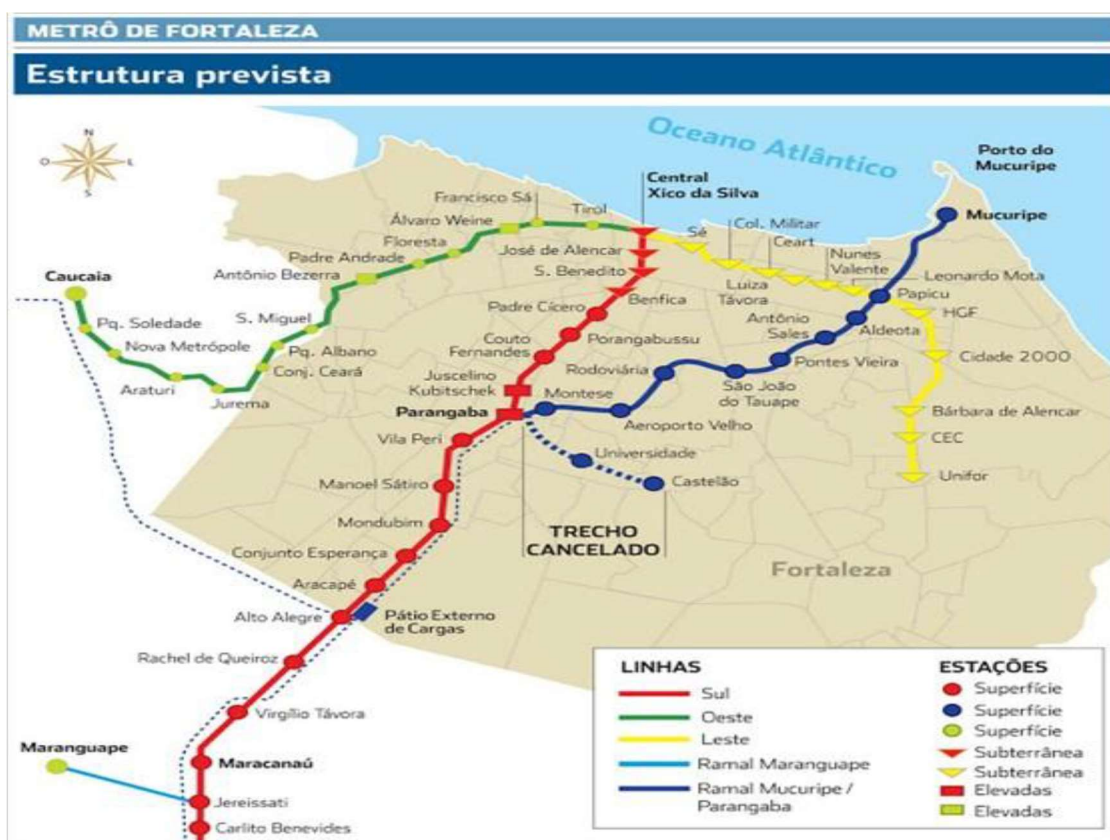 METRÔ DE FORTALEZA
Estrutura prevista
N
O
L
S
Oceano Atlântico
Porto do
Mucuripe
Mucuripe
Central
Xico da Silva
Francisco Sá
Tirol
Álvaro Weine
Floresta
Padre Andrade
Antônio Bezerra
Caucaia
Pq. Soledade
Nova Metrópole
Araturi
Jurema
Conj. Ceará
Pq. Albano
S. Miguel
José de Alencar
S. Benedito
Benfica
Padre Cícero
Porangabussu
Couto
Fernandes
Juscelino
Kubitschek
Parangaba
Sé
Col. Militar
Ceart
Luiza
Távora
Nunes
Valente
Leonardo Mota
Papicu
HGF
Cidade 2000
Bárbara de Alencar
CEC
Unifor
Aldeota
Antônio
Sales
Pontes Vieira
São João
do Tauape
Rodoviária
Aeroporto Velho
Montese
Universidade
Castelão
TRECHO
CANCELADO
Fortaleza
Vila Peri
Manoel Sátiro
Mondubim
Conjunto Esperança
Aracapé
Alto Alegre
Pátio Externo
de Cargas
Rachel de Queiroz
Virgílio Távora
Maranguape
Maracanaú
Jereissati
Carlito Benevides
LINHAS
Sul
Oeste
Leste
Ramal Maranguape
Ramal Mucuripe /
Parangaba
ESTAÇÕES
Superfície
Superfície
Superfície
Subterrânea
Subterrânea
Elevadas
Elevadas